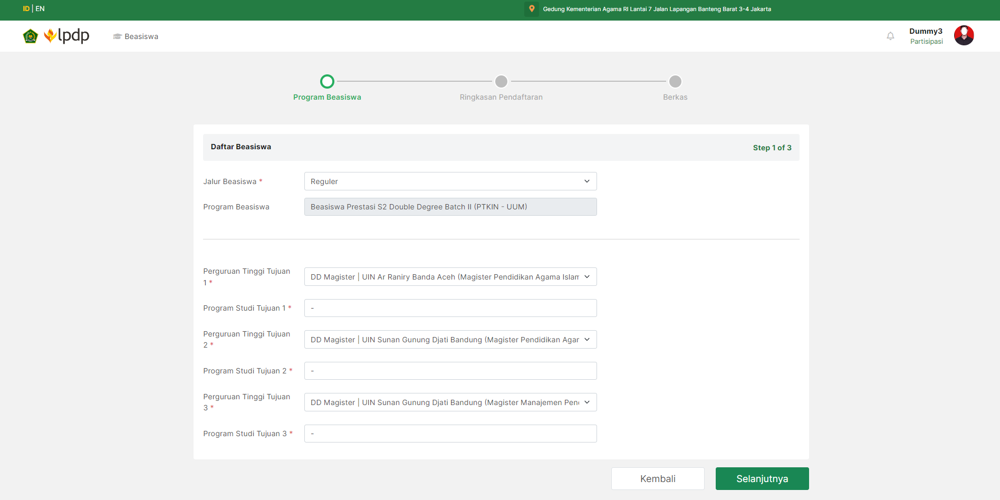 ID | EN
Gedung Kementerian Agama RI Lantai 7 Jalan Lapangan Banteng Barat 3-4 Jakarta
lpdp
Beasiswa
Dummy3
Partisipasi
Program Beasiswa
Ringkasan Pendaftaran
Berkas
Daftar Beasiswa
Step 1 of 3
Jalur Beasiswa *
Reguler
Program Beasiswa
Beasiswa Prestasi S2 Double Degree Batch II (PTKIN - UUM)
Perguruan Tinggi Tujuan
1 *
DD Magister | UIN Ar Raniry Banda Aceh (Magister Pendidikan Agama Islam
Program Studi Tujuan 1 *
-
Perguruan Tinggi Tujuan
2 *
DD Magister | UIN Sunan Gunung Djati Bandung (Magister Pendidikan Agar
Program Studi Tujuan 2 *
-
Perguruan Tinggi Tujuan
3 *
DD Magister | UIN Sunan Gunung Djati Bandung (Magister Manajemen Pen
Program Studi Tujuan 3 *
-
Kembali
Selanjutnya